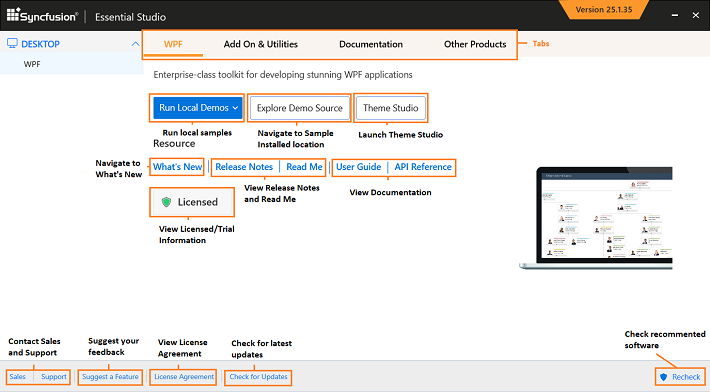 Syncfusion | Essential Studio
Version 25.1.35
DESKTOP
WPF
WPF Add On & Utilities Documentation Other Products
Tabs
Enterprise-class toolkit for developing stunning WPF applications
Run Local Demos Explore Demo Source Theme Studio
Run local samples
Navigate to Sample
Installed location
Launch Theme Studio
Resource
Navigate to
What's New
What's New Release Notes Read Me User Guide API Reference
View Release Notes
and Read Me
View Documentation
Licensed
View Licensed/Trial
Information
Contact Sales
and Support
Suggest your
feedback
View License
Agreement
Check for latest
updates
Check recommented
software
Sales Support Suggest a Feature License Agreement Check for Updates Recheck